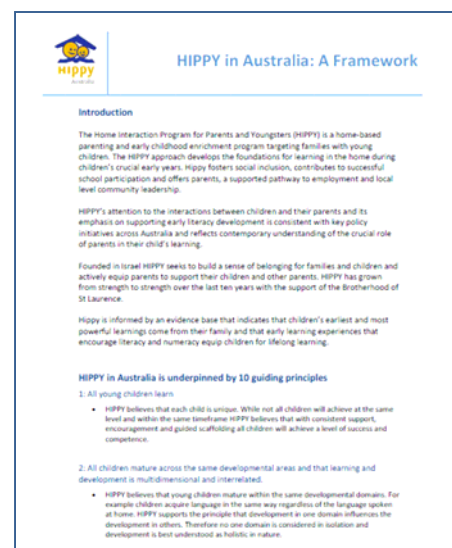 HIPPY
Australia
HIPPY in Australia: A Framework
Introduction
The Home Interaction Program for Parents and Youngsters (HIPPY) is a home-based
parenting and early childhood enrichment program targeting families with young
children. The HIPPY approach develops the foundations for learning in the home during
children's crucial early years. Hippy fosters social inclusion, contributes to successful
school participation and offers parents, a supported pathway to employment and local
level community leadership.
HIPPY's attention to the interactions between children and their parents and its
emphasis on supporting early literacy development is consistent with key policy
initiatives across Australia and reflects contemporary understanding of the crucial role
of parents in their child's learning.
Founded in Israel HIPPY seeks to build a sense of belonging for families and children and
actively equip parents to support their children and other parents. HIPPY has grown
from strength to strength over the last ten years with the support of the Brotherhood of
St Laurence.
Hippy is informed by an evidence base that indicates that children's earliest and most
powerful learnings come from their family and that early learning experiences that
encourage literacy and numeracy equip children for lifelong learning.
HIPPY in Australia is underpinned by 10 guiding principles
1: All young children learn
• HIPPY believes that each child is unique. While not all children will achieve at the same
level and within the same timeframe HIPPY believes that with consistent support,
encouragement and guided scaffolding all children will achieve a level of success and
competence.
2: All children mature across the same developmental areas and that learning and
development is multidimensional and interrelated.
• HIPPY believes that young children mature within the same developmental domains. For
example children acquire language in the same way regardless of the language spoken
at home. HIPPY supports the principle that development in one domain influences the
development in others. Therefore no one domain is considered in isolation and
development is best understood as holistic in nature.